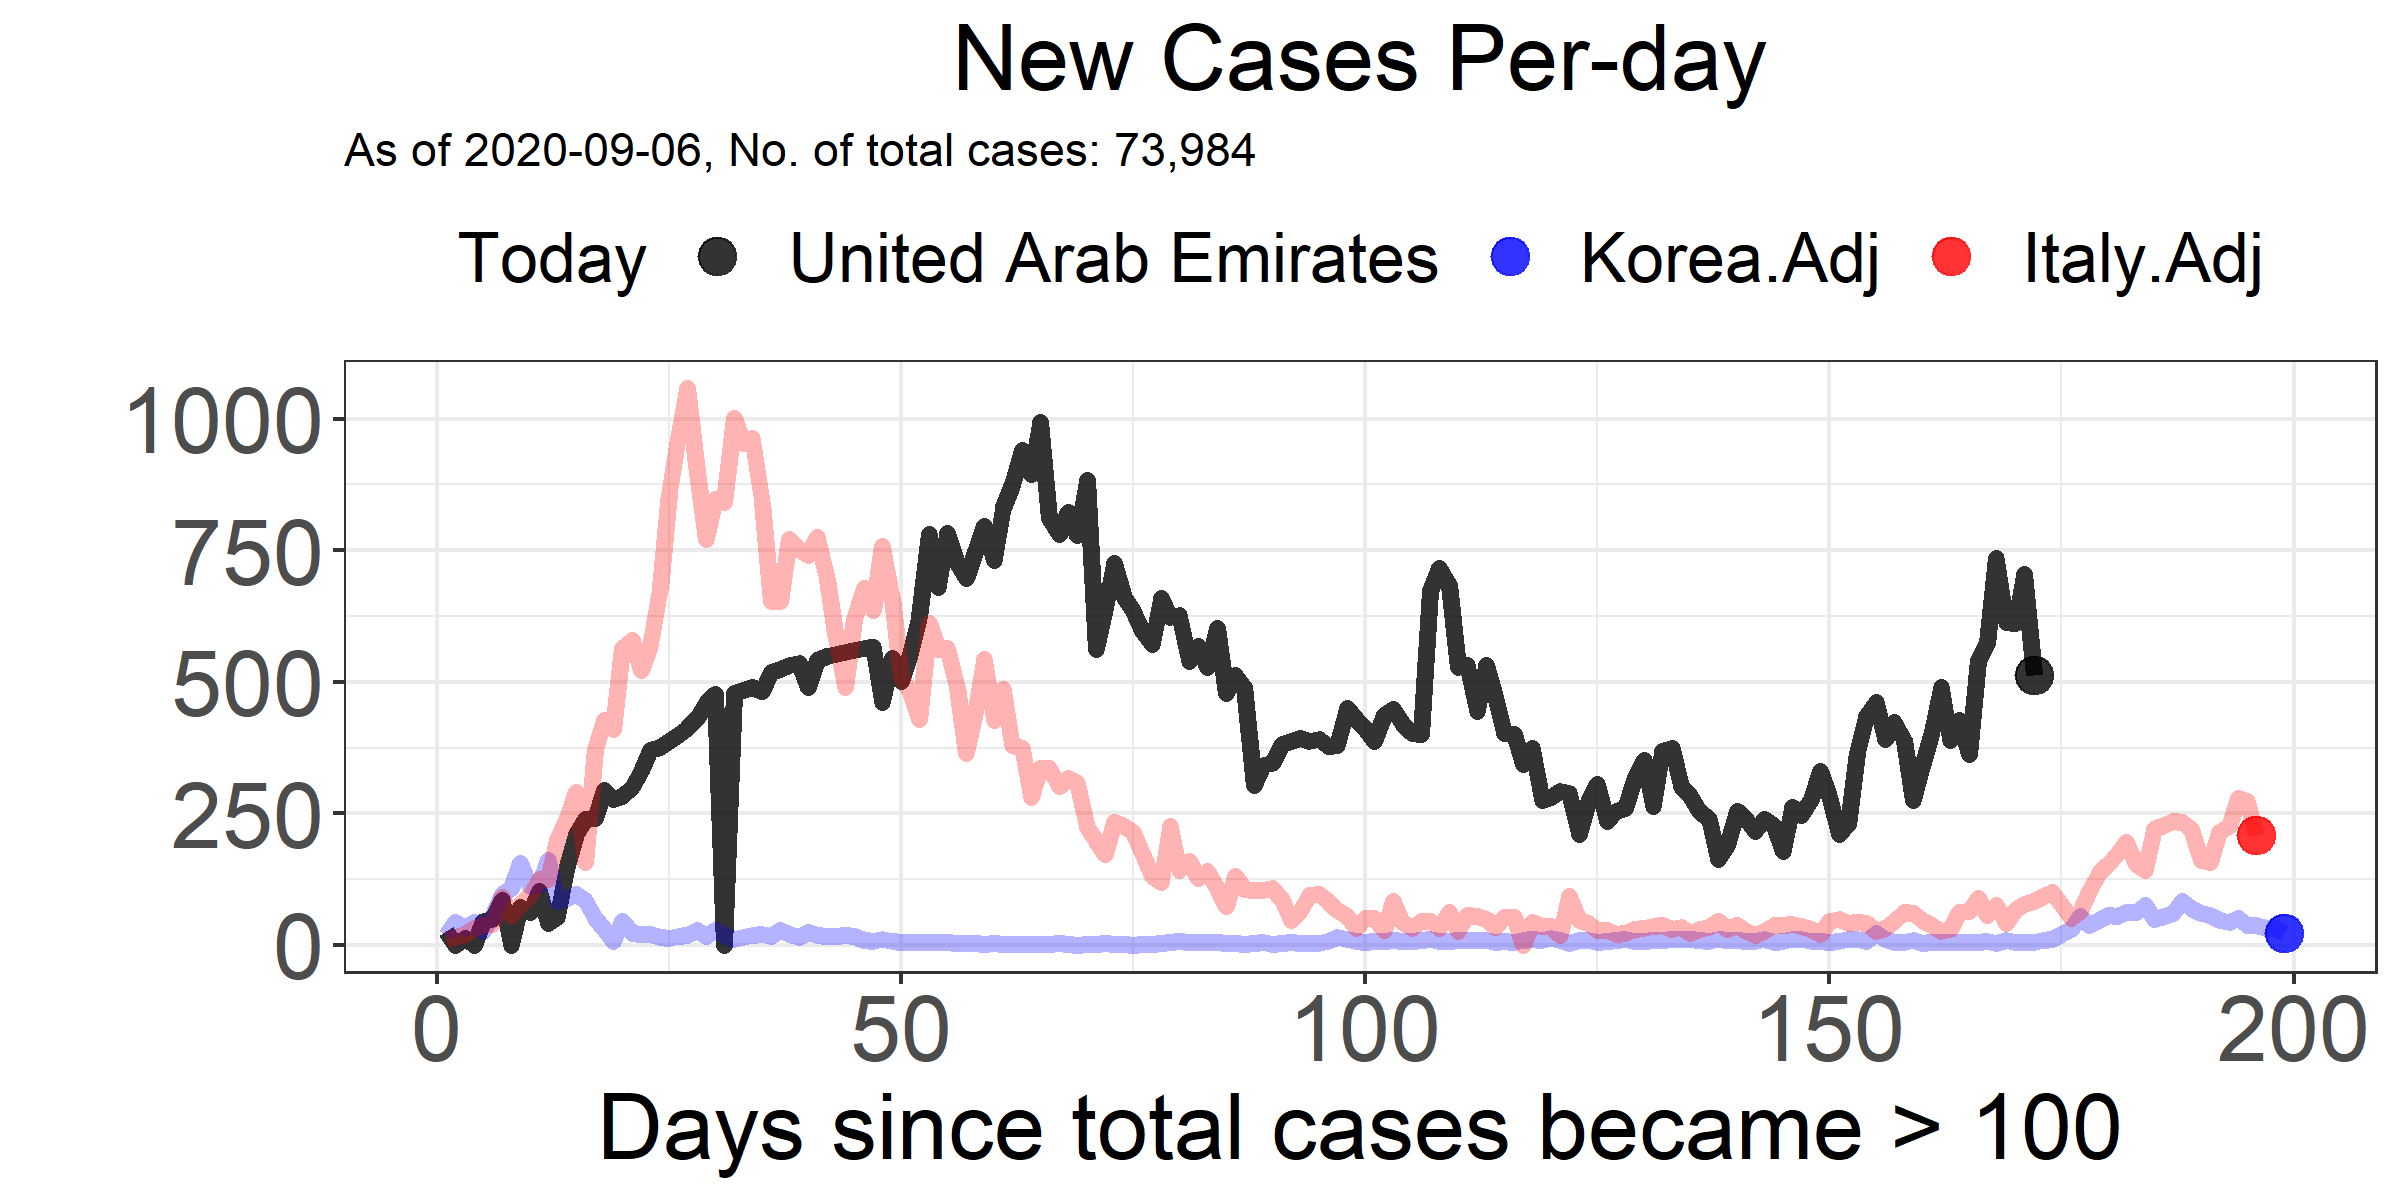 New Cases Per-day
As of 2020-09-06, No. of total cases: 73,984
Today United Arab Emirates Korea.Adj Italy.Adj
1000
750
500
250
0
0 50 100 150 200
Days since total cases became > 100